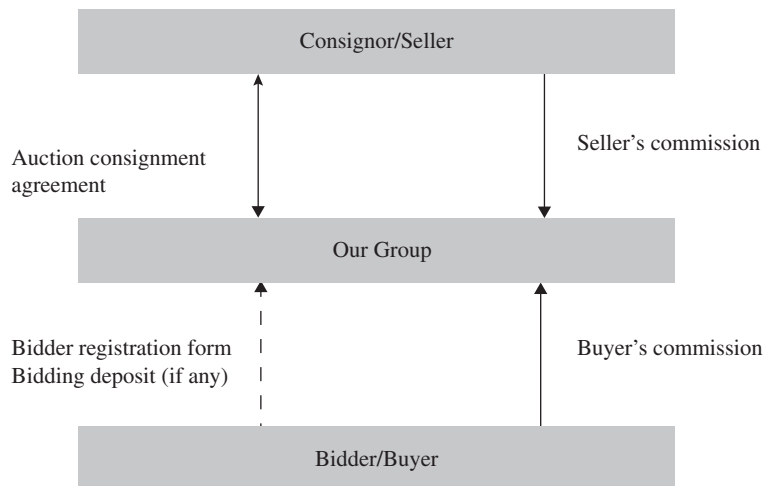 Consignor/Seller
Auction consignment
agreement
Seller’s commission
Our Group
Bidder registration form
Bidding deposit (if any)
Buyer’s commission
Bidder/Buyer